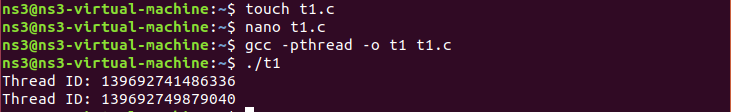 ns3@ns3-virtual-machine:~$ touch t1.c
ns3@ns3-virtual-machine:~$ nano t1.c
ns3@ns3-virtual-machine:~$ gcc -pthread -o t1 t1.c
ns3@ns3-virtual-machine:~$ ./t1
Thread ID: 139692741486336
Thread ID: 139692749879040